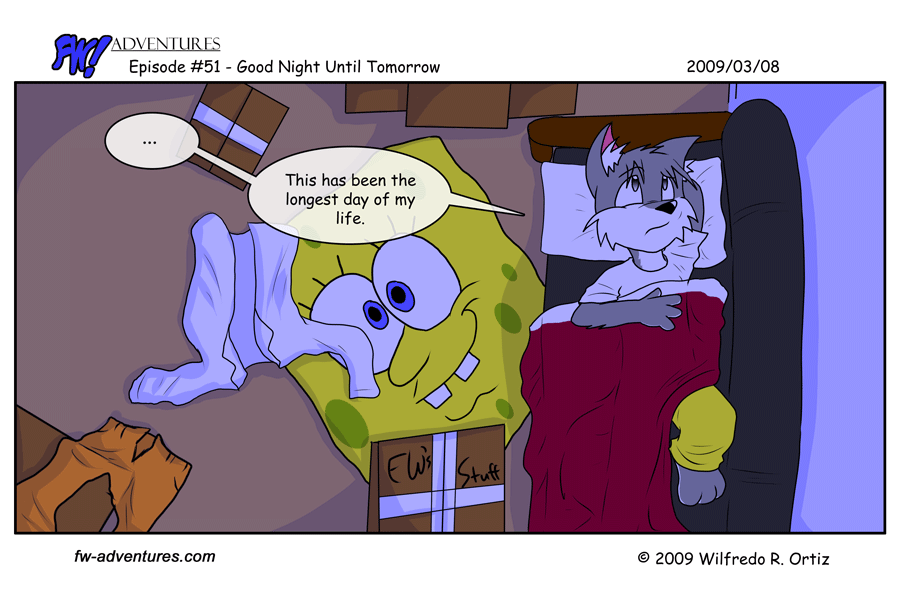 FW! ADVENTURES
Episode #51 - Good Night Until Tomorrow 2009/03/08
...
This has been the
longest day of my
life.
FW's Stuff
fw-adventures.com
© 2009 Wilfredo R. Ortiz